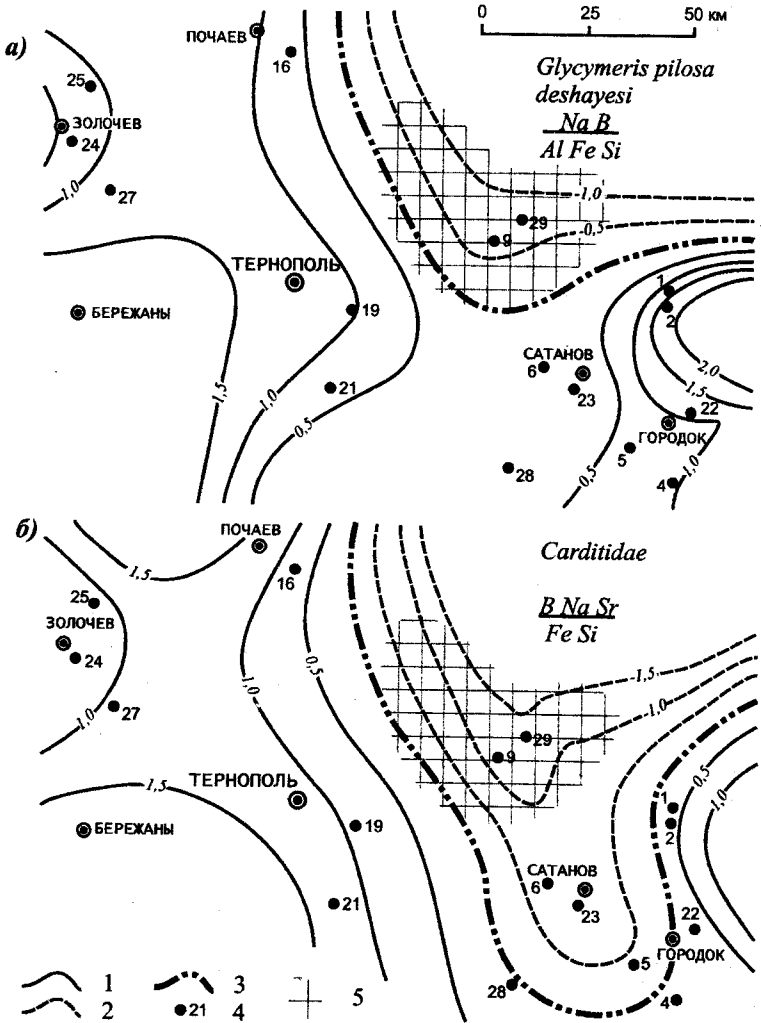 а)
0 25 50 км
ПОЧАЕВ
16
Glycymeris pilosa
deshayesi
Na B
Al Fe Si
25
ЗОЛОЧЕВ
24
1,0
27
-1,0
29
-0,5
9
ТЕРНОПОЛЬ
1
БЕРЕЖАНЫ
19
2
САТАНОВ
6
2,0
23
1,5
21
1,5
1,0
22
0,5
ГОРОДОК
5
28
0,5
1,0
4
б)
ПОЧАЕВ
Carditidae
16
1,5
25
B Na Sr
ЗОЛОЧЕВ
Fe Si
24
0,5
-1,5
1,0
1,0
27
-1,0
29
9
ТЕРНОПОЛЬ
1,5
0,5
1
1,0
БЕРЕЖАНЫ
19
2
САТАНОВ
6
21
23
22
ГОРОДОК
5
28
4
1
3
5
2
21
4